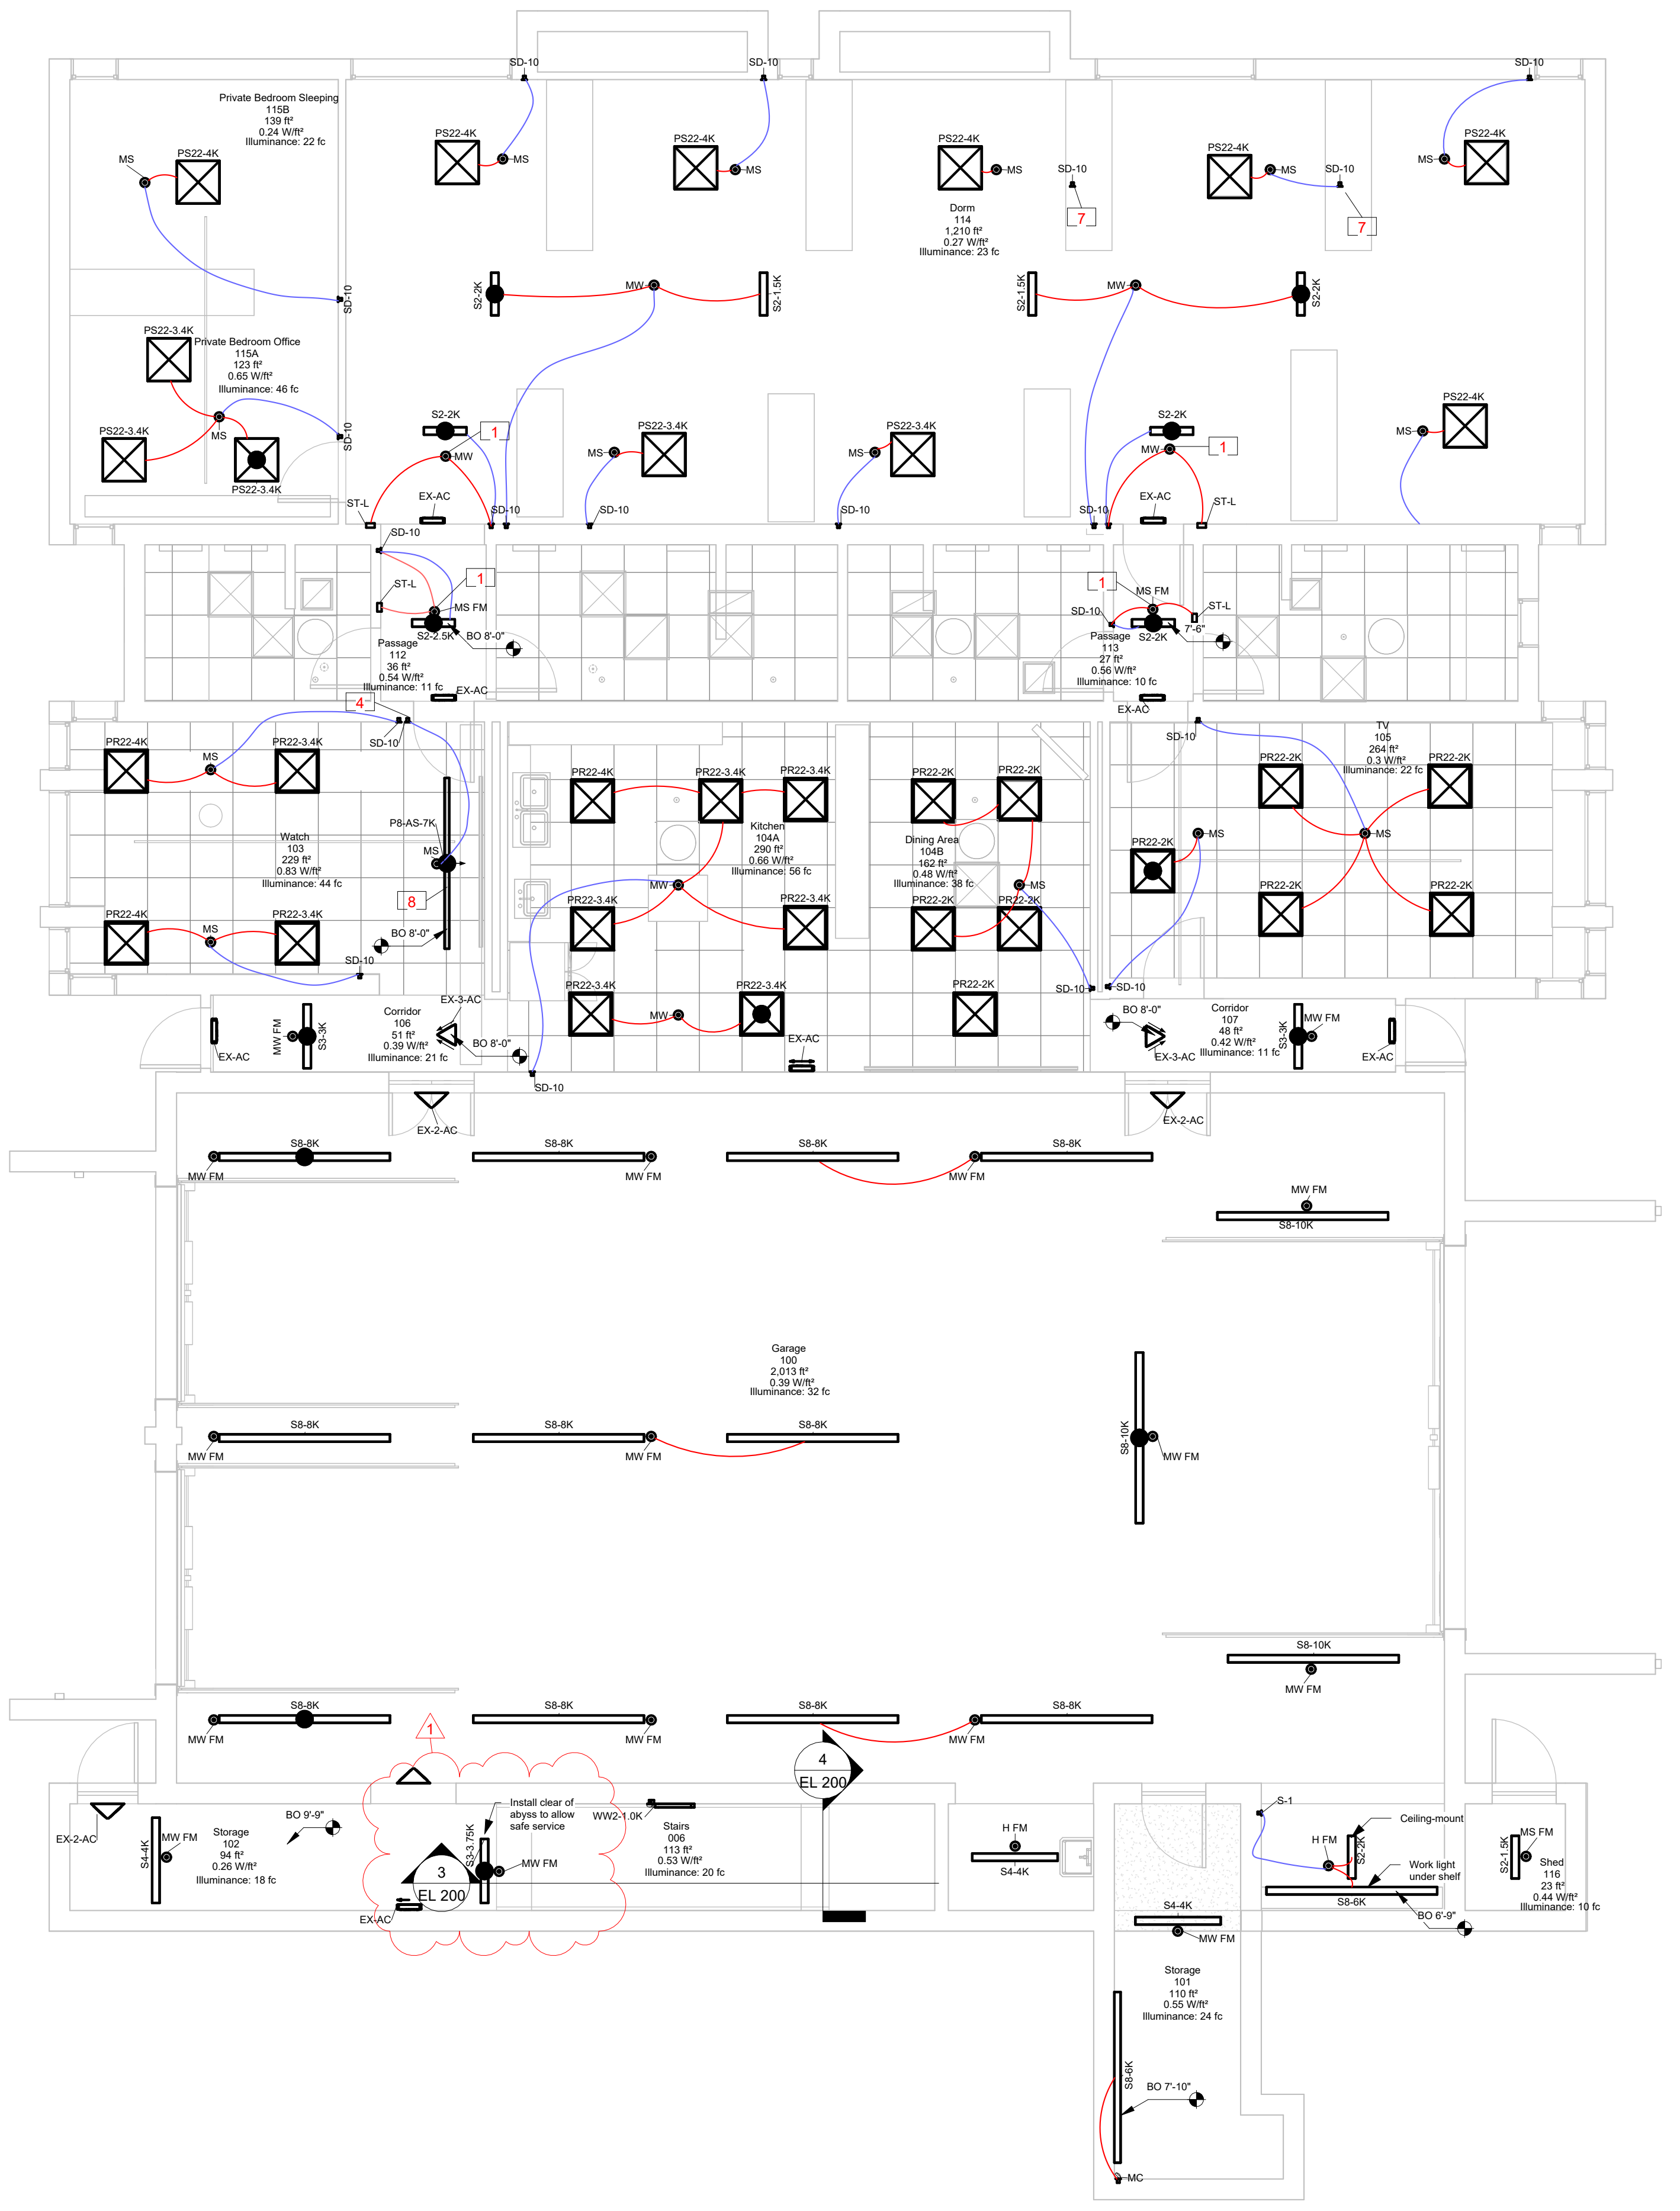 SD-10
SD-10
SD-10
Private Bedroom Sleeping
115B
139 ft²
0.24 W/ft²
Illuminance: 22 fc
MS
PS22-4K
PS22-4K
MS
PS22-4K
MS
PS22-4K
MS
SD-10
7
PS22-4K
MS
SD-10
7
PS22-4K
MS
Dorm
114
1,210 ft²
0.27 W/ft²
Illuminance: 23 fc
SD-10
S2-2K
MW
S2-1.5K
S2-1.5K
MW
S2-2K
PS22-3.4K
Private Bedroom Office
115A
123 ft²
0.65 W/ft²
Illuminance: 46 fc
PS22-3.4K
MS
PS22-3.4K
SD-10
S2-2K
1
MW
MS
PS22-3.4K
MS
PS22-3.4K
S2-2K
1
MW
PS22-4K
MS
ST-L
EX-AC
SD-10
SD-10
SD-10
SD-10
EX-AC
ST-L
SD-10
ST-L
1
MS FM
S2-2.5K
BO 8'-0"
Passage
112
36 ft²
0.54 W/ft²
Illuminance: 11 fc
EX-AC
1
MS FM
SD-10
ST-L
S2-2K
7'-6"
Passage
113
27 ft²
0.56 W/ft²
Illuminance: 10 fc
EX-AC
4
SD-10
PR22-4K
MS
PR22-3.4K
P8-AS-7K
MS
Watch
103
229 ft²
0.83 W/ft²
Illuminance: 44 fc
8
PR22-4K
MS
PR22-3.4K
BO 8'-0"
SD-10
PR22-4K
PR22-3.4K
PR22-3.4K
Kitchen
104A
290 ft²
0.66 W/ft²
Illuminance: 56 fc
MW
PR22-3.4K
PR22-3.4K
PR22-3.4K
MW
PR22-3.4K
EX-AC
SD-10
PR22-2K
PR22-2K
Dining Area
104B
162 ft²
0.48 W/ft²
Illuminance: 38 fc
MS
PR22-2K
PR22-2K
PR22-2K
SD-10
SD-10
SD-10
TV
105
264 ft²
0.3 W/ft²
Illuminance: 22 fc
PR22-2K
PR22-2K
MS
MS
PR22-2K
PR22-2K
PR22-2K
EX-AC
MW FM
S3-3K
Corridor
106
51 ft²
0.39 W/ft²
Illuminance: 21 fc
EX-3-AC
BO 8'-0"
BO 8'-0"
EX-3-AC
Corridor
107
48 ft²
0.42 W/ft²
Illuminance: 11 fc
S3-3K
MW FM
EX-AC
EX-2-AC
EX-2-AC
S8-8K
MW FM
S8-8K
MW FM
S8-8K
S8-8K
MW FM
MW FM
S8-10K
Garage
100
2,013 ft²
0.39 W/ft²
Illuminance: 32 fc
S8-8K
MW FM
S8-8K
MW FM
S8-8K
S8-10K
MW FM
S8-10K
MW FM
S8-8K
MW FM
S8-8K
MW FM
S8-8K
S8-8K
MW FM
1
4
EL 200
EX-2-AC
S4-4K
MW FM
Storage
102
94 ft²
0.26 W/ft²
Illuminance: 18 fc
BO 9'-9"
Install clear of
abyss to allow
safe service
S3-3.75K
MW FM
3
EL 200
EX-AC
WW2-1.0K
Stairs
006
113 ft²
0.53 W/ft²
Illuminance: 20 fc
H FM
S4-4K
S-1
Ceiling-mount
H FM
S2-2K
Work light
under shelf
S8-6K
BO 6'-9"
S2-1.5K
MS FM
Shed
116
23 ft²
0.44 W/ft²
Illuminance: 10 fc
S4-4K
MW FM
Storage
101
110 ft²
0.55 W/ft²
Illuminance: 24 fc
S8-6K
BO 7'-10"
MC